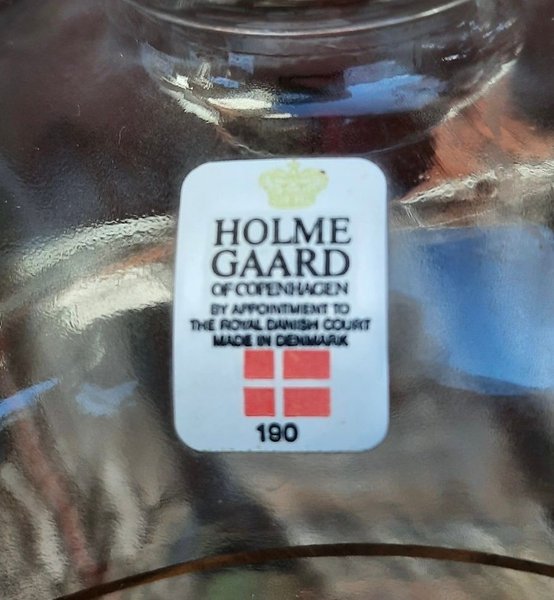 HOLME
GAARD
OF COPENHAGEN
BY APPOINTMENT TO
THE ROYAL DANISH COURT
MADE IN DENMARK
190